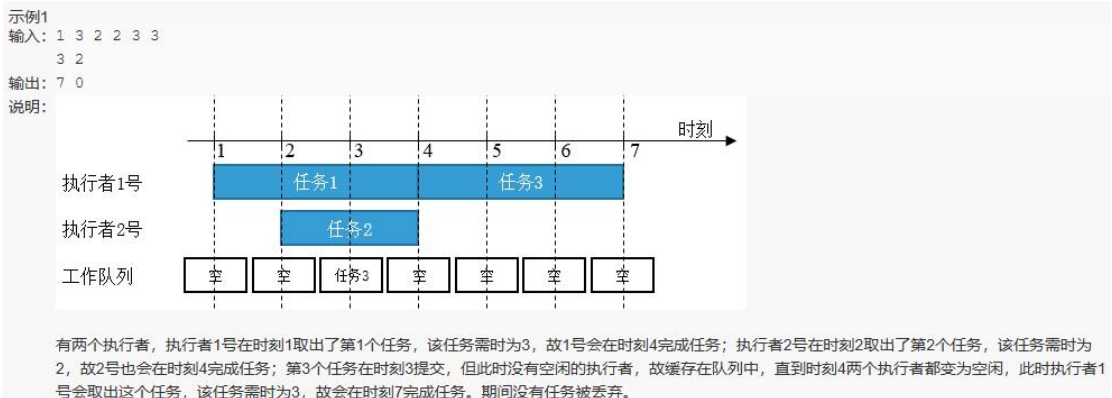 示例1
输入：1 3 2 2 3 3
3 2
输出：7 0
说明：
时刻
1 2 3 4 5 6 7
执行者1号 任务1 任务3
执行者2号 任务2
工作队列 空 空 任务3 空 空 空 空
有两个执行者，执行者1号在时刻1取出了第1个任务，该任务需时为3，故1号会在时刻4完成任务；执行者2号在时刻2取出了第2个任务，该任务需时为
2，故2号也会在时刻4完成任务；第3个任务在时刻3提交，但此时没有空闲的执行者，故缓存在队列中，直到时刻4两个执行者都变为空闲，此时执行者1
号会取出这个任务，该任务需时为3，故会在时刻7完成任务。期间没有任务被丢弃。